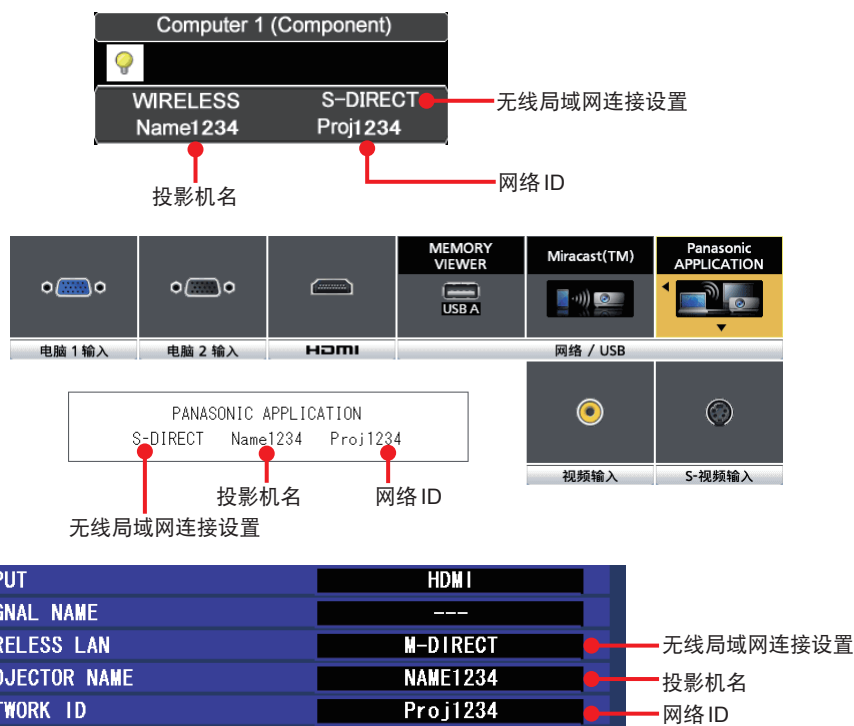 Computer 1 (Component)
WIRELESS S-DIRECT
无线局域网连接设置
Name1234 Proj1234
网络 ID
投影机名
MEMORY VIEWER
Miracast(TM)
Panasonic APPLICATION
USB A
电脑 1 输入
电脑 2 输入
HDMI
网络 / USB
PANASONIC APPLICATION
S-DIRECT Name1234 Proj1234
视频输入
S-视频输入
投影机名
网络 ID
无线局域网连接设置
PUT HDMI
GNAL NAME ---
RELESS LAN M-DIRECT
无线局域网连接设置
OJECTOR NAME NAME1234
投影机名
TWORK ID Proj1234
网络 ID